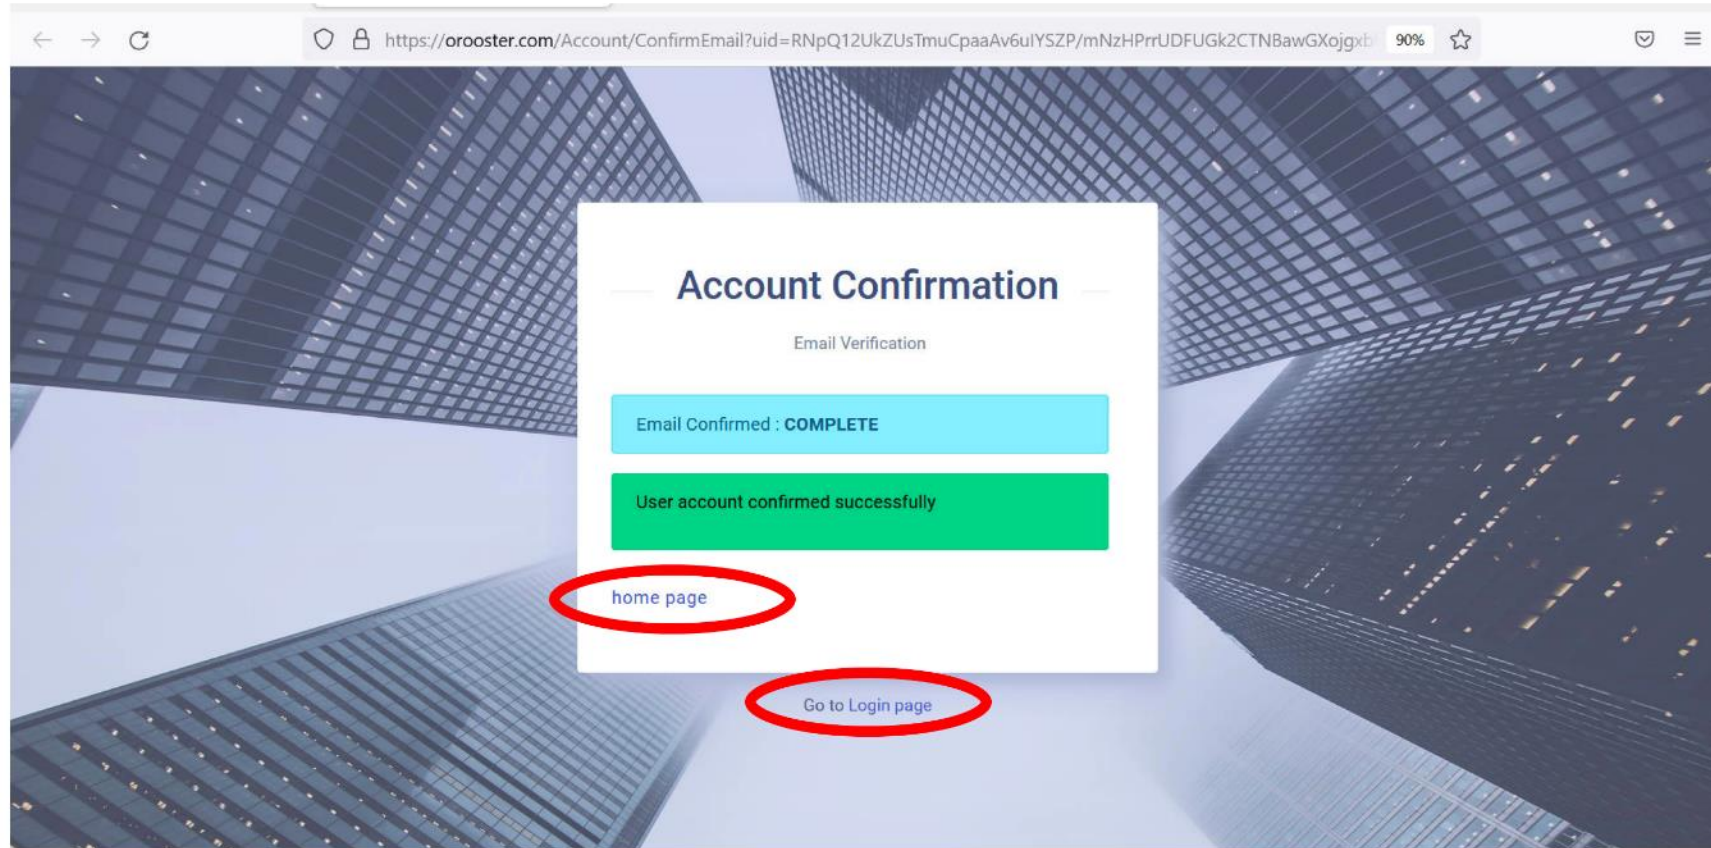 https://orooster.com/Account/ConfirmEmail?uid=RNpQ12UkZUsTmuCpaaAv6uIYSZP/mNzHPrrUDFUGk2CTNBawGXojgxb 90%
Account Confirmation
Email Verification
Email Confirmed : COMPLETE
User account confirmed successfully
home page
Go to Login page